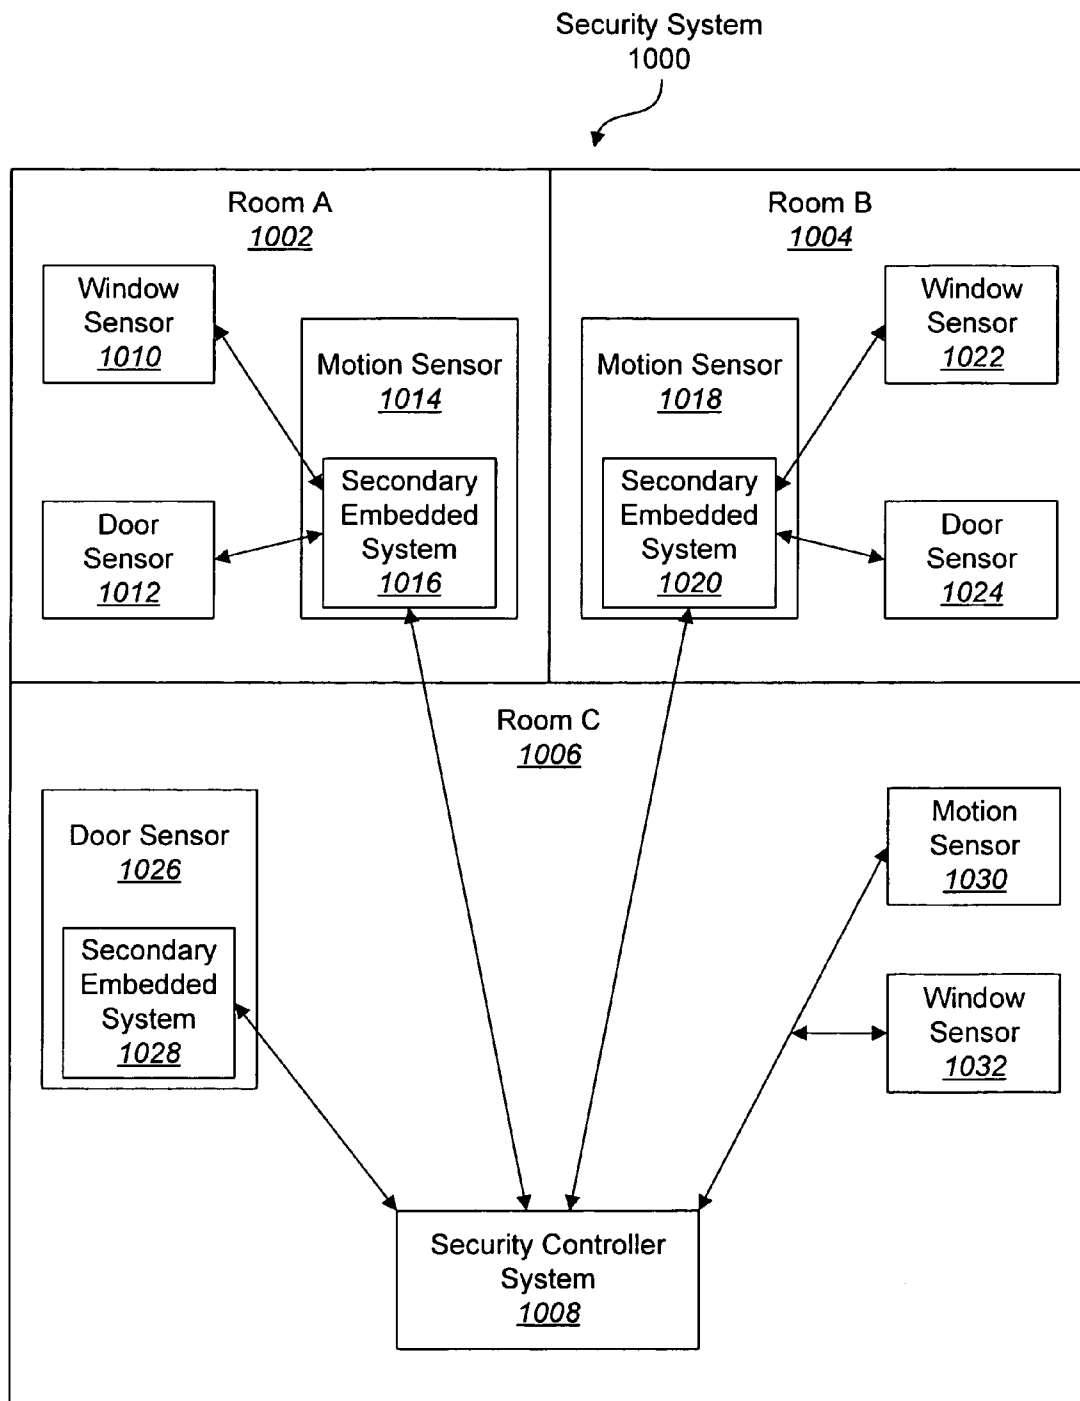 Security System
1000
Room A
1002
Window
Sensor
1010
Motion Sensor
1014
Door
Sensor
1012
Secondary
Embedded
System
1016
Room B
1004
Motion Sensor
1018
Window
Sensor
1022
Secondary
Embedded
System
1020
Door
Sensor
1024
Room C
1006
Door Sensor
1026
Secondary
Embedded
System
1028
Motion
Sensor
1030
Window
Sensor
1032
Security Controller
System
1008